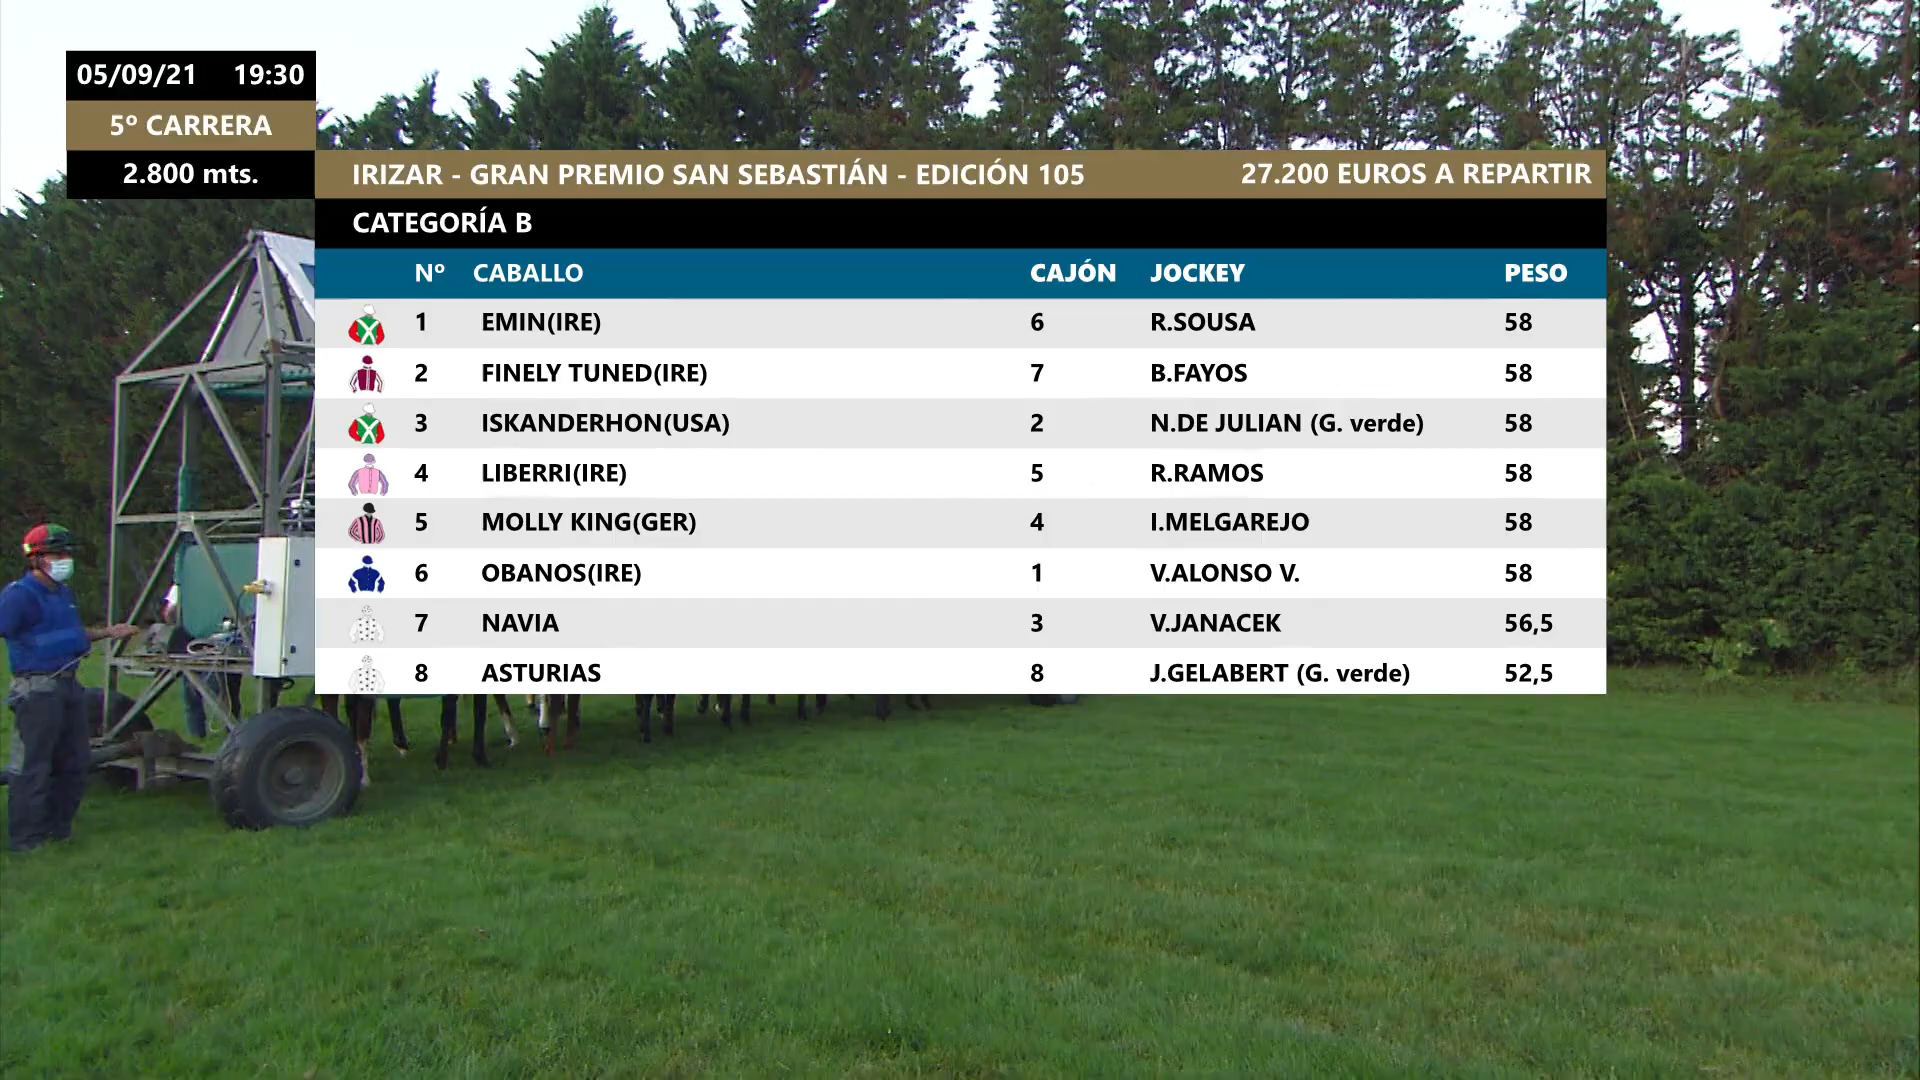 05/09/21 19:30
5º CARRERA
2.800 mts.
IRIZAR - GRAN PREMIO SAN SEBASTIÁN - EDICIÓN 105 27.200 EUROS A REPARTIR
CATEGORÍA B
Nº CABALLO CAJÓN JOCKEY PESO
1 EMIN(IRE) 6 R.SOUSA 58
2 FINELY TUNED(IRE) 7 B.FAYOS 58
3 ISKANDERHON(USA) 2 N.DE JULIAN (G. verde) 58
4 LIBERRI(IRE) 5 R.RAMOS 58
5 MOLLY KING(GER) 4 I.MELGAREJO 58
6 OBANOS(IRE) 1 V.ALONSO V. 58
7 NAVIA 3 V.JANACEK 56,5
8 ASTURIAS 8 J.GELABERT (G. verde) 52,5